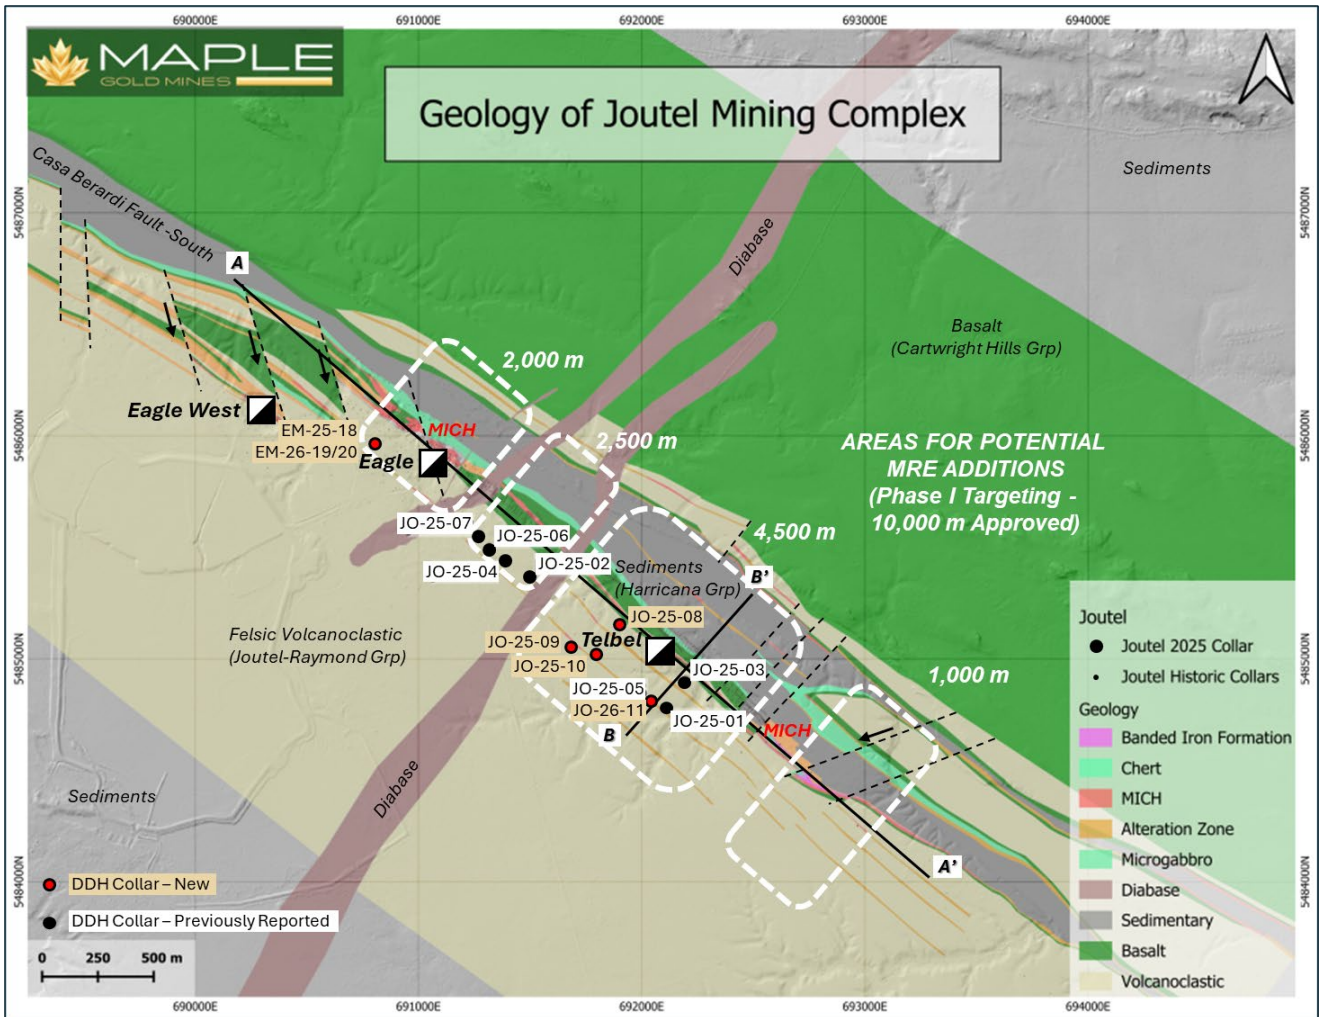 690000E
691000E
692000E
693000E
694000E
MAPLE
GOLD MINES
Geology of Joutel Mining Complex
Sediments
Casa Berardi Fault -South
5487000N
5487000N
A
Diabase
Basalt
(Cartwright Hills Grp)
2,000 m
Eagle West
EM-25-18
EM-26-19/20
MICH
Eagle
2,500 m
5486000N
5486000N
AREAS FOR POTENTIAL
MRE ADDITIONS
(Phase I Targeting -
10,000 m Approved)
JO-25-07
JO-25-06
JO-25-04
JO-25-02
4,500 m
Sediments
(Harricana Grp)
B'
JO-25-08
Felsic Volcanoclastic
(Joutel-Raymond Grp)
JO-25-09
Telbel
JO-25-10
JO-25-03
5485000N
5485000N
1,000 m
JO-25-05
JO-26-11
JO-25-01
B
MICH
Diabase
Sediments
A'
5484000N
5484000N
Joutel
Joutel 2025 Collar
Joutel Historic Collars
Geology
Banded Iron Formation
Chert
MICH
Alteration Zone
Microgabbro
Diabase
Sedimentary
Basalt
Volcanoclastic
DDH Collar – New
DDH Collar – Previously Reported
0 250 500 m
690000E
691000E
692000E
693000E
694000E